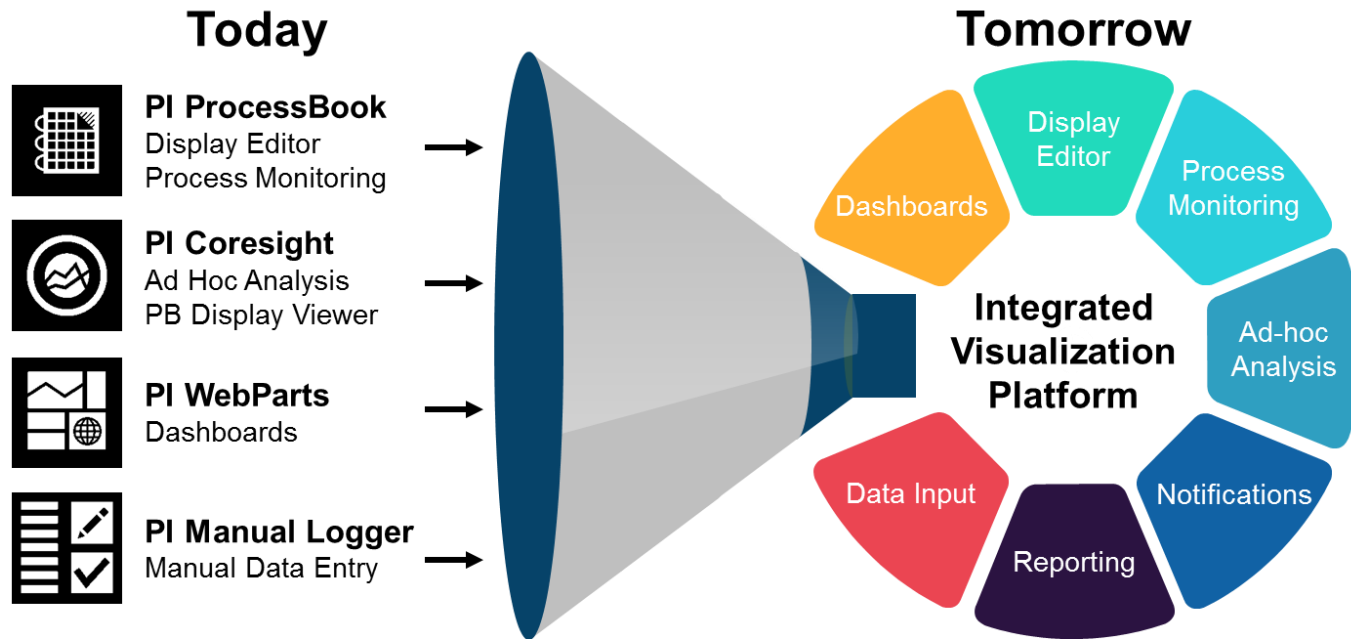 Today
PI ProcessBook
Display Editor
Process Monitoring
PI Coresight
Ad Hoc Analysis
PB Display Viewer
PI WebParts
Dashboards
PI Manual Logger
Manual Data Entry
Tomorrow
Display
Editor
Process
Monitoring
Dashboards
Integrated
Visualization
Platform
Ad-hoc
Analysis
Data Input
Notifications
Reporting